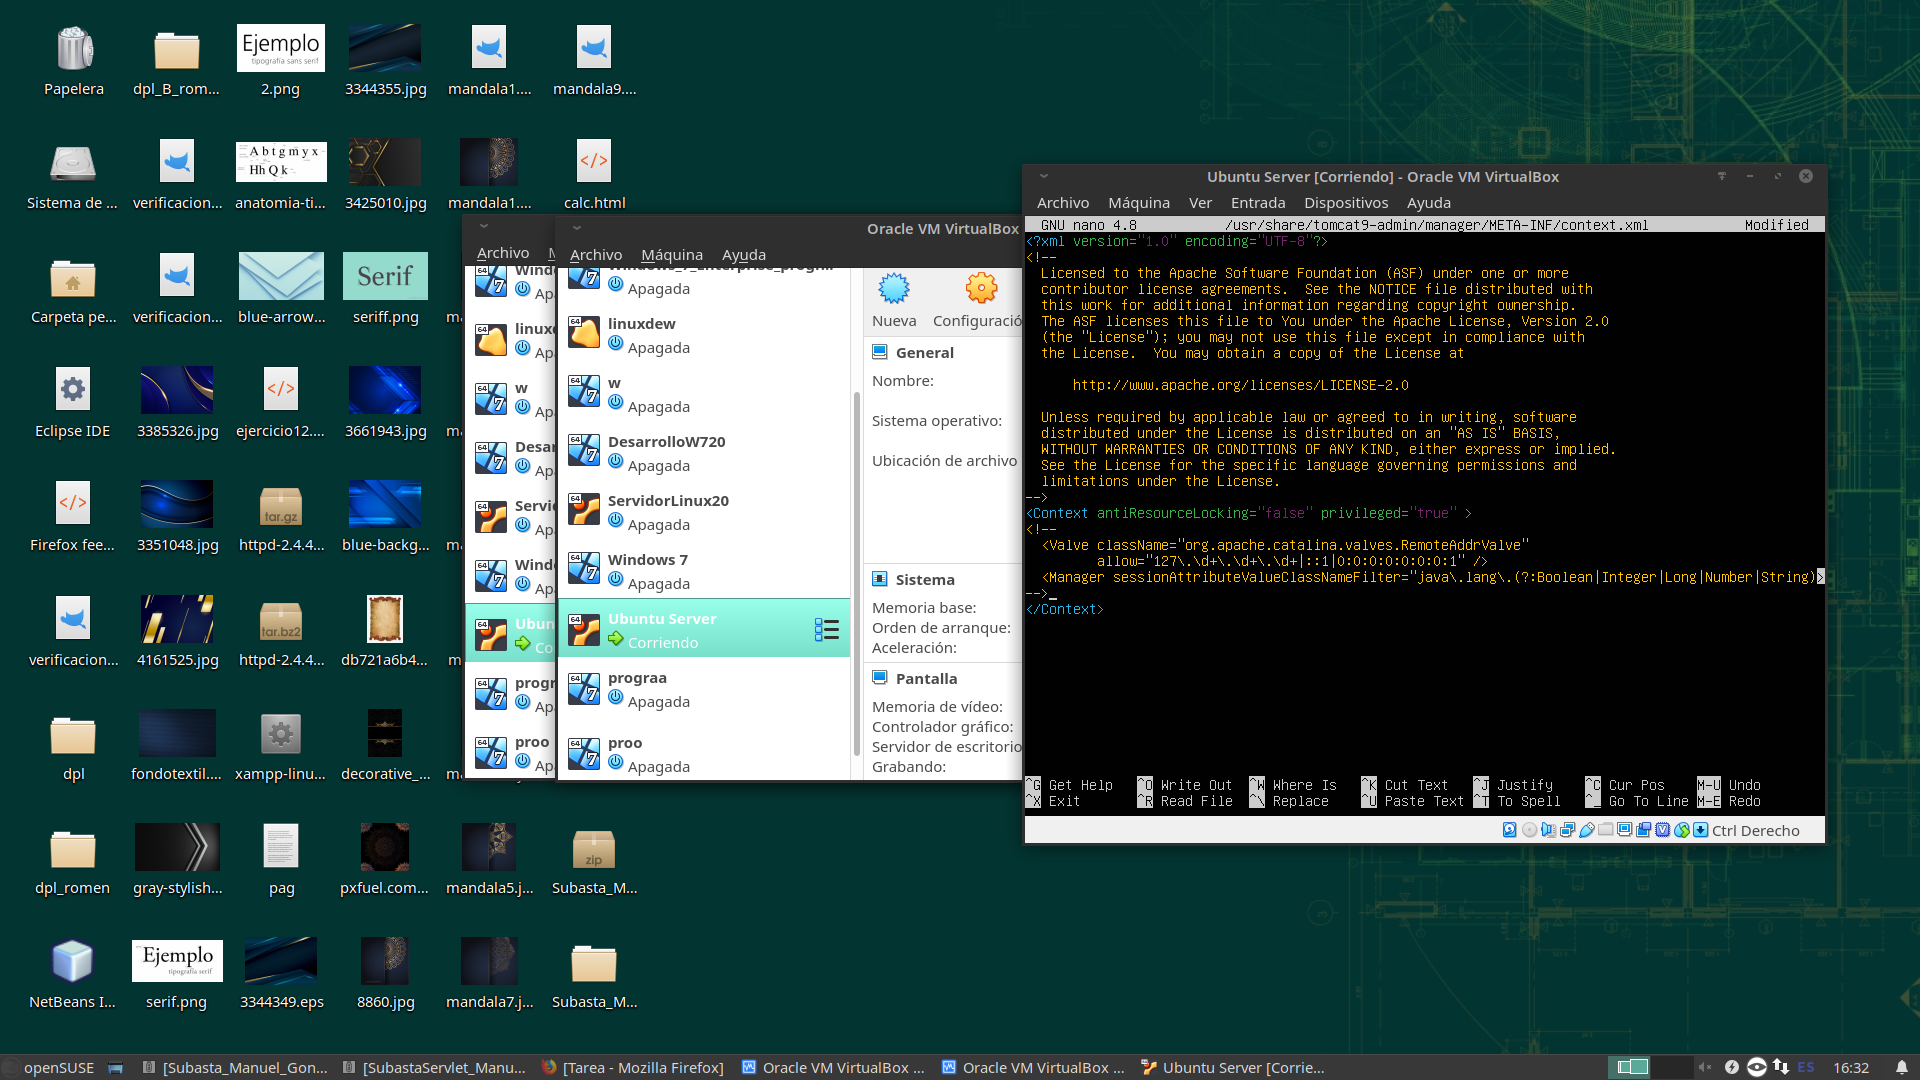 Papelera
dpl_B_rom...
Ejemplo
tipografía sans serif
2.png
3344355.jpg
mandala1....
mandala9....
Sistema de ...
verificacion...
A b t g m y x
Hh Q k
anatomia-ti...
3425010.jpg
mandala1....
calc.html
Carpeta pe...
verificacion...
blue-arrow...
Serif
seriff.png
Eclipse IDE
3385326.jpg
ejercicio12....
3661943.jpg
Firefox fee...
3351048.jpg
tar.gz
httpd-2.4.4...
blue-backg...
verificacion...
4161525.jpg
tar.bz2
httpd-2.4.4...
db721a6b4...
dpl
fondotextil....
xampp-linu...
decorative_...
dpl_romen
gray-stylish...
pag
pxfuel.com...
mandala5.j...
zip
Subasta_M...
NetBeans I...
Ejemplo
tipografía serif
serif.png
3344349.eps
8860.jpg
mandala7.j...
Subasta_M...
Archivo
Oracle VM VirtualBox
Archivo Máquina Ayuda
Apagada
linuxdew
Apagada
w
Apagada
DesarrolloW720
Apagada
ServidorLinux20
Apagada
Windows 7
Apagada
Ubuntu Server
Corriendo
prograa
Apagada
proo
Apagada
Nueva
Configuració
General
Nombre:
Sistema operativo:
Ubicación de archivo
Sistema
Memoria base:
Orden de arranque:
Aceleración:
Pantalla
Memoria de vídeo:
Controlador gráfico:
Servidor de escritorio
Grabando:
Ubuntu Server [Corriendo] - Oracle VM VirtualBox
Archivo Máquina Ver Entrada Dispositivos Ayuda
GNU nano 4.8 /usr/share/tomcat9-admin/manager/META-INF/context.xml Modified
<?xml version="1.0" encoding="UTF-8"?>
<!--
Licensed to the Apache Software Foundation (ASF) under one or more
contributor license agreements.  See the NOTICE file distributed with
this work for additional information regarding copyright ownership.
The ASF licenses this file to You under the Apache License, Version 2.0
(the "License"); you may not use this file except in compliance with
the License.  You may obtain a copy of the License at
http://www.apache.org/licenses/LICENSE-2.0
Unless required by applicable law or agreed to in writing, software
distributed under the License is distributed on an "AS IS" BASIS,
WITHOUT WARRANTIES OR CONDITIONS OF ANY KIND, either express or implied.
See the License for the specific language governing permissions and
limitations under the License.
-->
<Context antiResourceLocking="false" privileged="true" >
<!--
<Valve className="org.apache.catalina.valves.RemoteAddrValve"
allow="127\.\d+\.\d+\.\d+|::1|0:0:0:0:0:0:0:1" />
<Manager sessionAttributeValueClassNameFilter="java\.lang\.(?:Boolean|Integer|Long|Number|String)>
-->
</Context>
^G Get Help ^O Write Out ^W Where Is ^K Cut Text ^J Justify ^C Cur Pos M-U Undo
^X Exit ^R Read File ^\ Replace ^U Paste Text ^T To Spell ^_ Go To Line M-E Redo
Ctrl Derecho
openSUSE [Subasta_Manuel_Gon... [SubastaServlet_Manu... [Tarea - Mozilla Firefox] Oracle VM VirtualBox ... Oracle VM VirtualBox ... Ubuntu Server [Corrie... ES 16:32